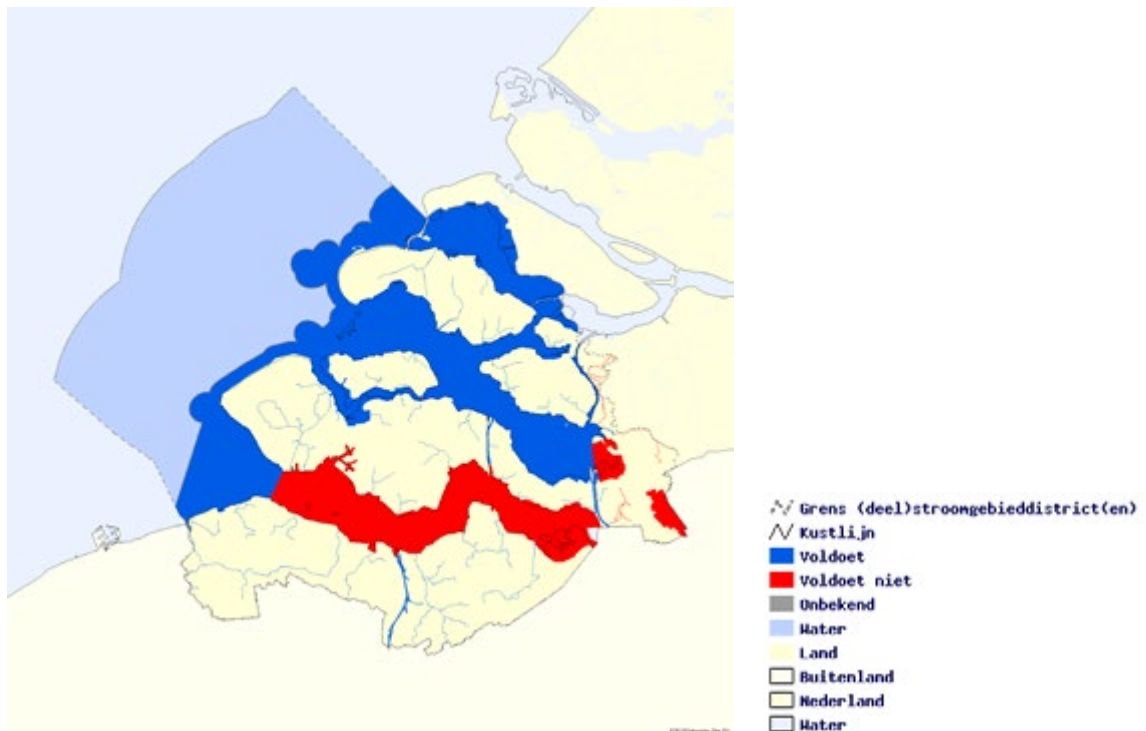 Grens (deel)stroomgebieddistrict(en)
Kustlijn
Voldoet
Voldoet niet
Onbekend
Water
Land
Buitenland
Nederland
Water